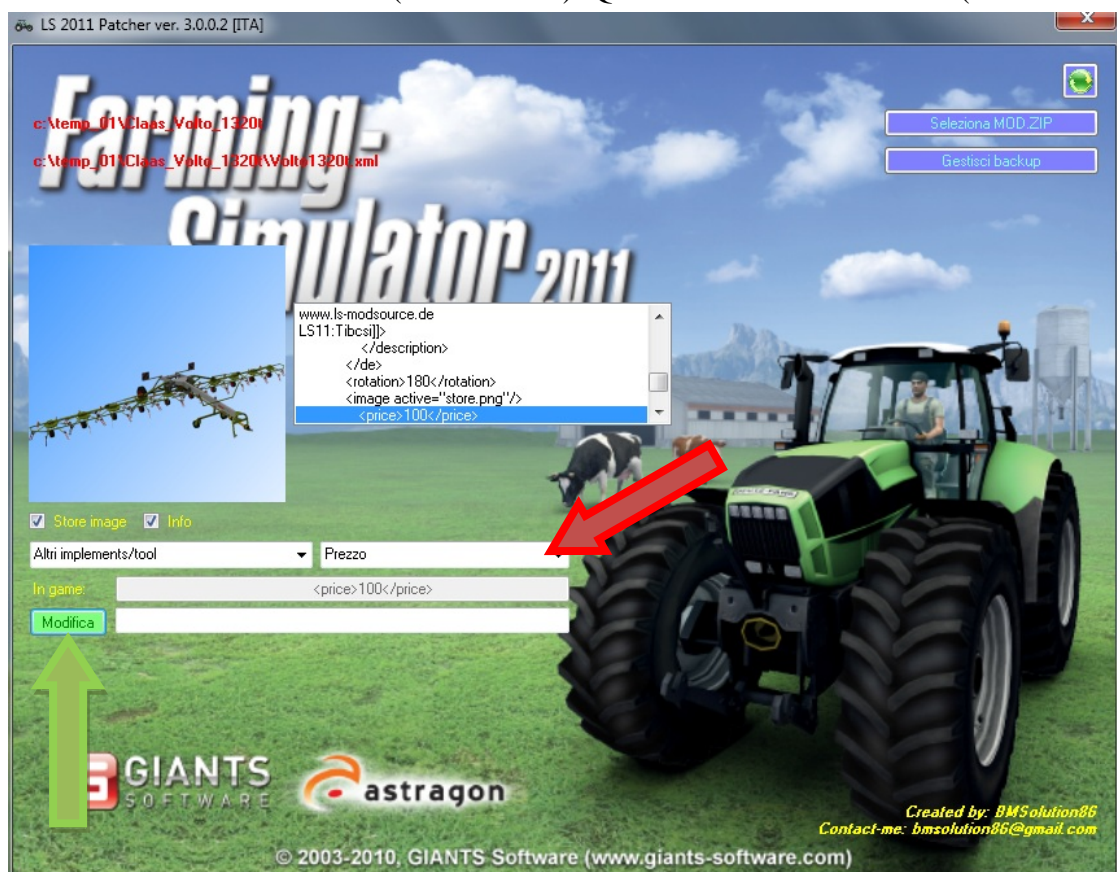 LS 2011 Patcher ver. 3.0.0.2 [ITA]
Farming-
Simulator 2011
c:\temp_01\Claas_Volto_1320t
c:\temp_01\Claas_Volto_1320t\Volto1320t.xml
Seleziona MOD.ZIP
Gestisci backup
www.ls-modsource.de
LS11:Tibcsi]]>
</description>
</de>
<rotation>180</rotation>
<image active="store.png"/>
<price>100</price>
Store image Info
Altri implements/tool Prezzo
In game: <price>100</price>
Modifica
GIANTS
SOFTWARE
astragon
Created by: BMSolution86
Contact-me: bmsolution86@gmail.com
© 2003-2010, GIANTS Software (www.giants-software.com)